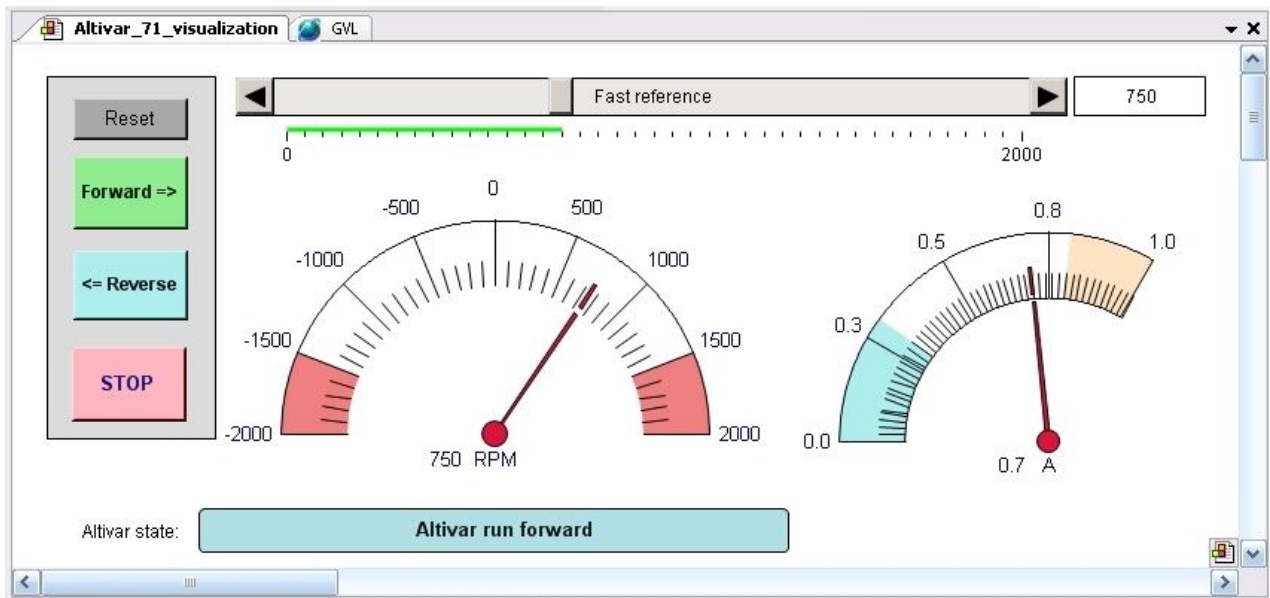 Altivar_71_visualization GVL
Reset
Forward =>
<= Reverse
STOP
Fast reference
750
0
2000
-2000
-1500
-1000
-500
0
500
1000
1500
2000
750 RPM
0.0
0.3
0.5
0.8
1.0
0.7 A
Altivar state:
Altivar run forward